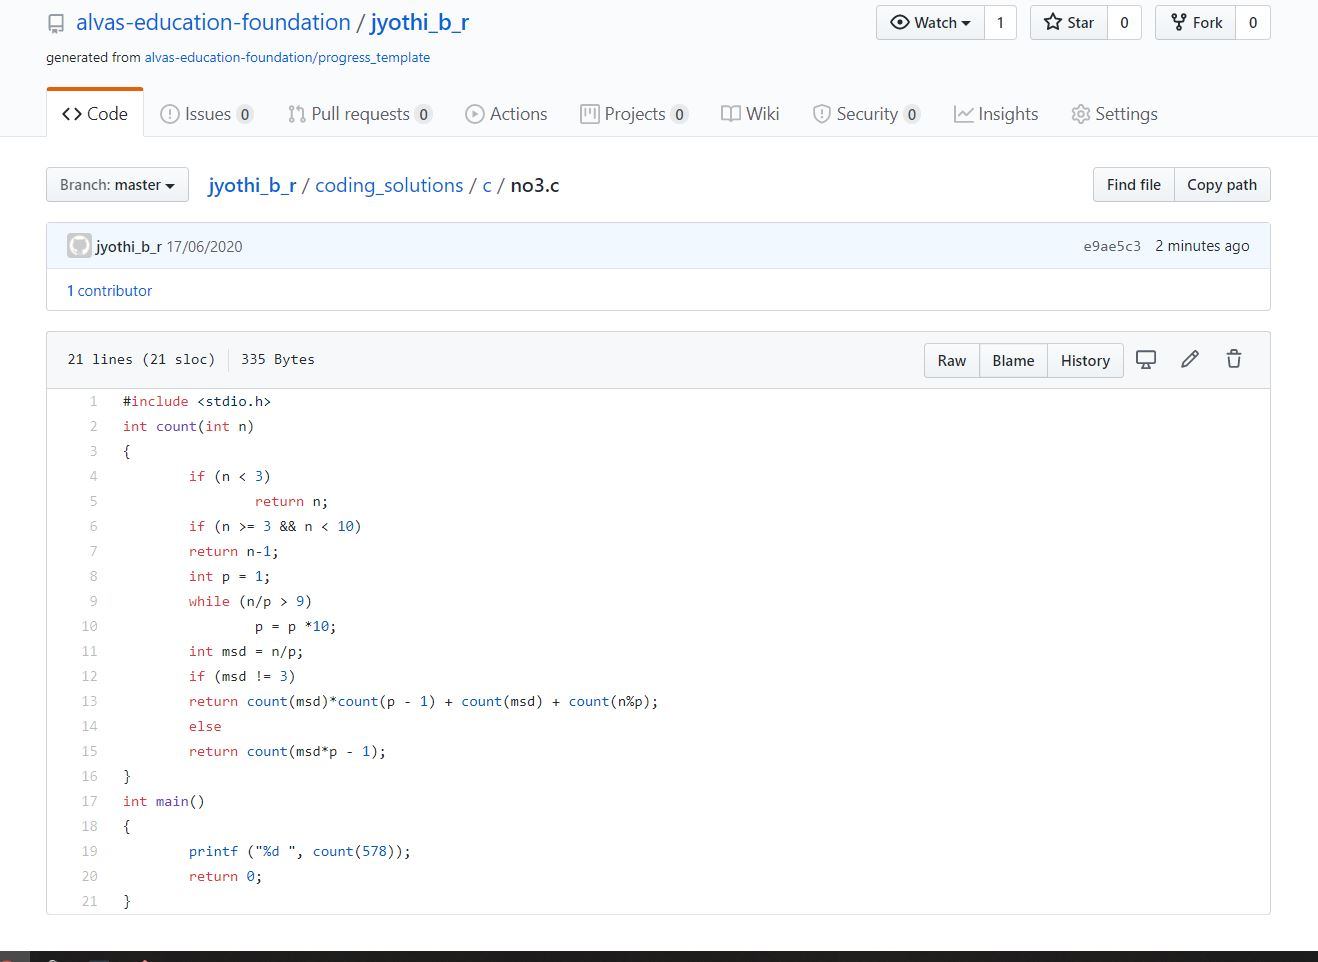 alvas-education-foundation / jyothi_b_r
Watch 1 Star 0 Fork 0
generated from alvas-education-foundation/progress_template
Code Issues 0 Pull requests 0 Actions Projects 0 Wiki Security 0 Insights Settings
Branch: master jyothi_b_r / coding_solutions / c / no3.c Find file Copy path
jyothi_b_r 17/06/2020 e9ae5c3 2 minutes ago
1 contributor
21 lines (21 sloc) 335 Bytes Raw Blame History
1 #include <stdio.h>
2 int count(int n)
3 {
4 if (n < 3)
5 return n;
6 if (n >= 3 && n < 10)
7 return n-1;
8 int p = 1;
9 while (n/p > 9)
10 p = p *10;
11 int msd = n/p;
12 if (msd != 3)
13 return count(msd)*count(p - 1) + count(msd) + count(n%p);
14 else
15 return count(msd*p - 1);
16 }
17 int main()
18 {
19 printf ("%d ", count(578));
20 return 0;
21 }